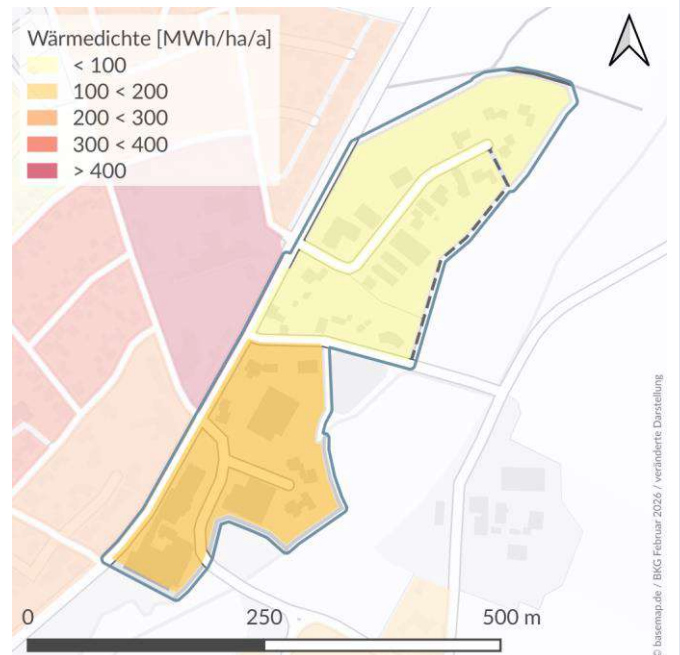 Wärmedichte [MWh/ha/a]
< 100
100 < 200
200 < 300
300 < 400
> 400
0 250 500 m
© basemap.de / BKG Februar 2026 / veränderte Darstellung